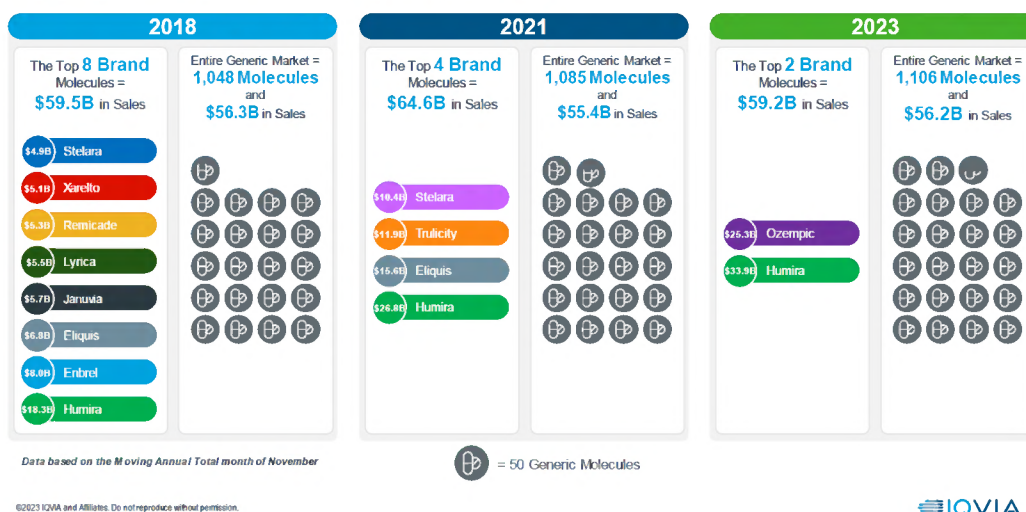 2018
The Top 8 Brand
Molecules =
$59.5B in Sales
$4.9B Stelara
$5.1B Xarelto
$5.3B Remicade
$5.5B Lyrica
$5.7B Januvia
$6.8B Eliquis
$8.0B Enbrel
$18.3B Humira
Entire Generic Market =
1,048 Molecules
and
$56.3B in Sales
2021
The Top 4 Brand
Molecules =
$64.6B in Sales
$10.4B Stelara
$11.9B Trulicity
$15.6B Eliquis
$26.8B Humira
Entire Generic Market =
1,085 Molecules
and
$55.4B in Sales
2023
The Top 2 Brand
Molecules =
$59.2B in Sales
$25.3B Ozempic
$33.9B Humira
Entire Generic Market =
1,106 Molecules
and
$56.2B in Sales
Data based on the Moving Annual Total month of November
= 50 Generic Molecules
©2023 IQVIA and Affiliates. Do not reproduce without permission.
IQVIA